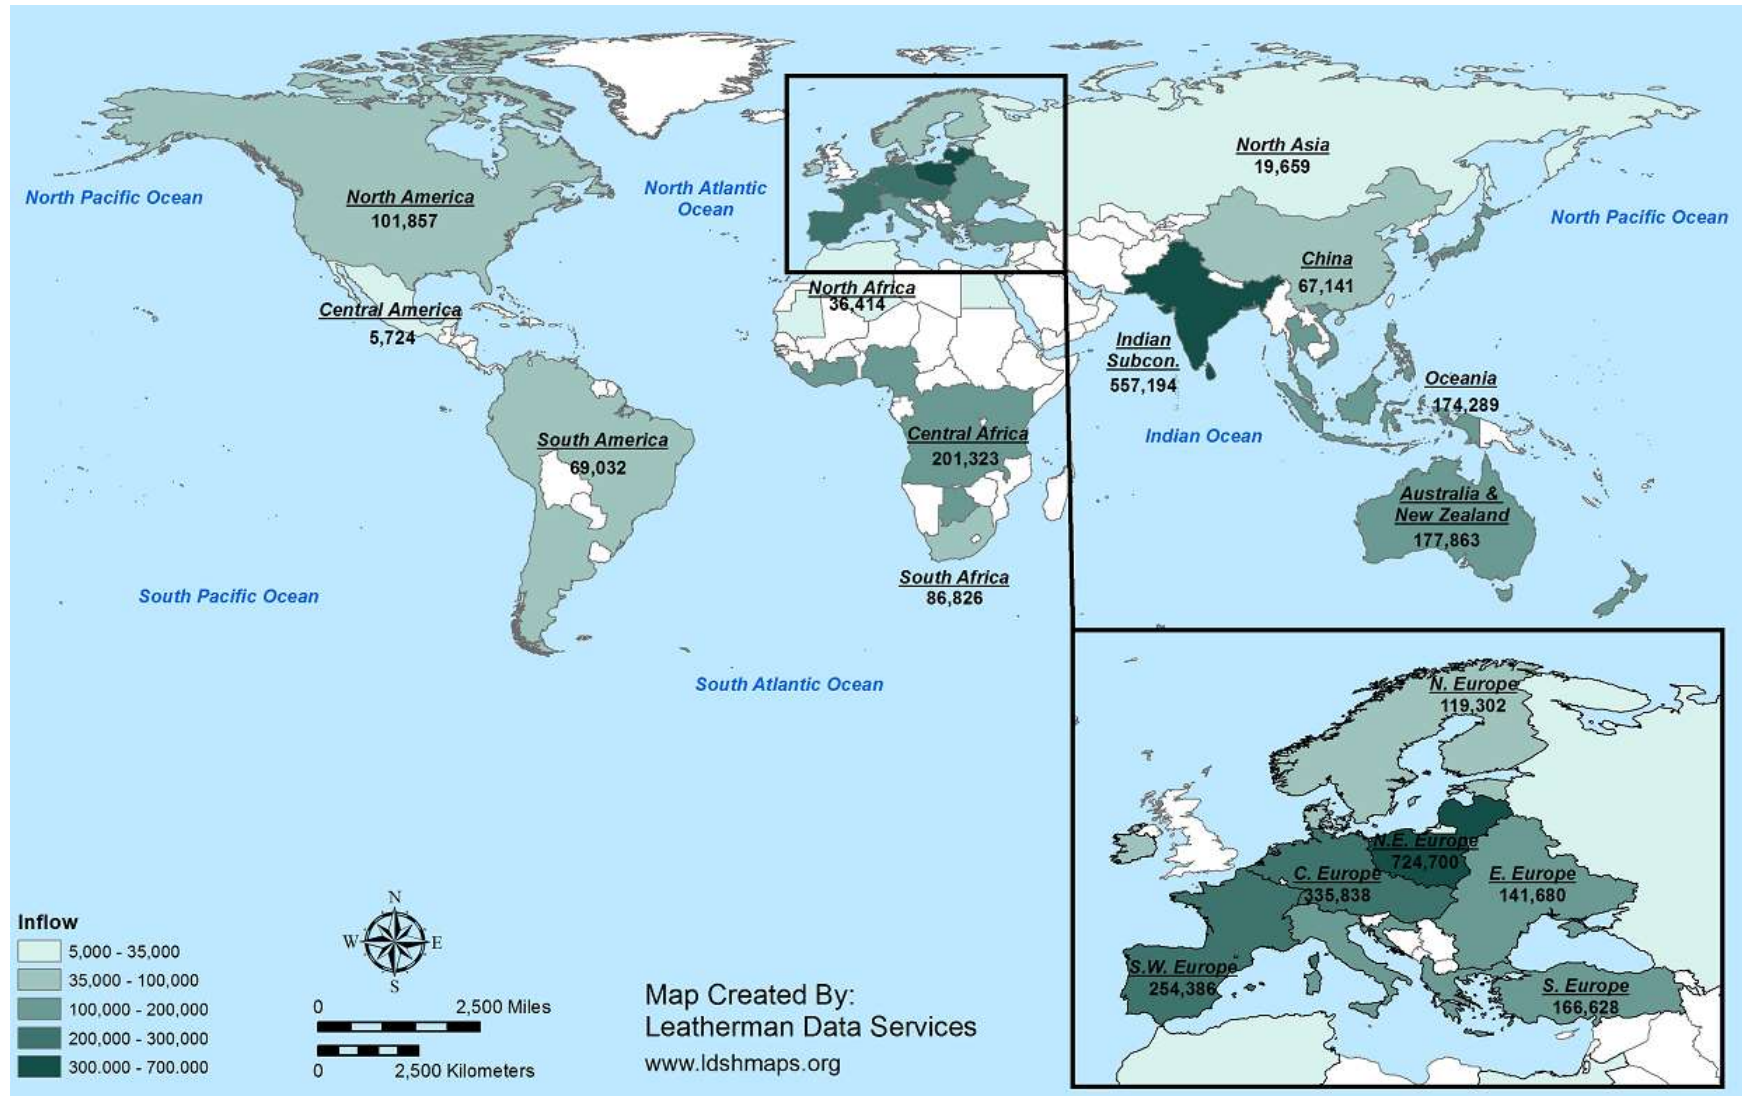 North Pacific Ocean
North America
101,857
North Atlantic
Ocean
North Asia
19,659
North Pacific Ocean
China
67,141
Central America
5,724
North Africa
36,414
Indian
Subcon.
557,194
Oceania
174,289
Indian Ocean
South America
69,032
Central Africa
201,323
Australia &
New Zealand
177,863
South Africa
86,826
South Pacific Ocean
South Atlantic Ocean
N. Europe
119,302
N.E. Europe
724,700
C. Europe
335,838
E. Europe
141,680
S.W. Europe
254,386
S. Europe
166,628
Inflow
5,000 - 35,000
35,000 - 100,000
100,000 - 200,000
200,000 - 300,000
300.000 - 700.000
N
W
E
S
0
2,500 Miles
0
2,500 Kilometers
Map Created By:
Leatherman Data Services
www.ldshmaps.org